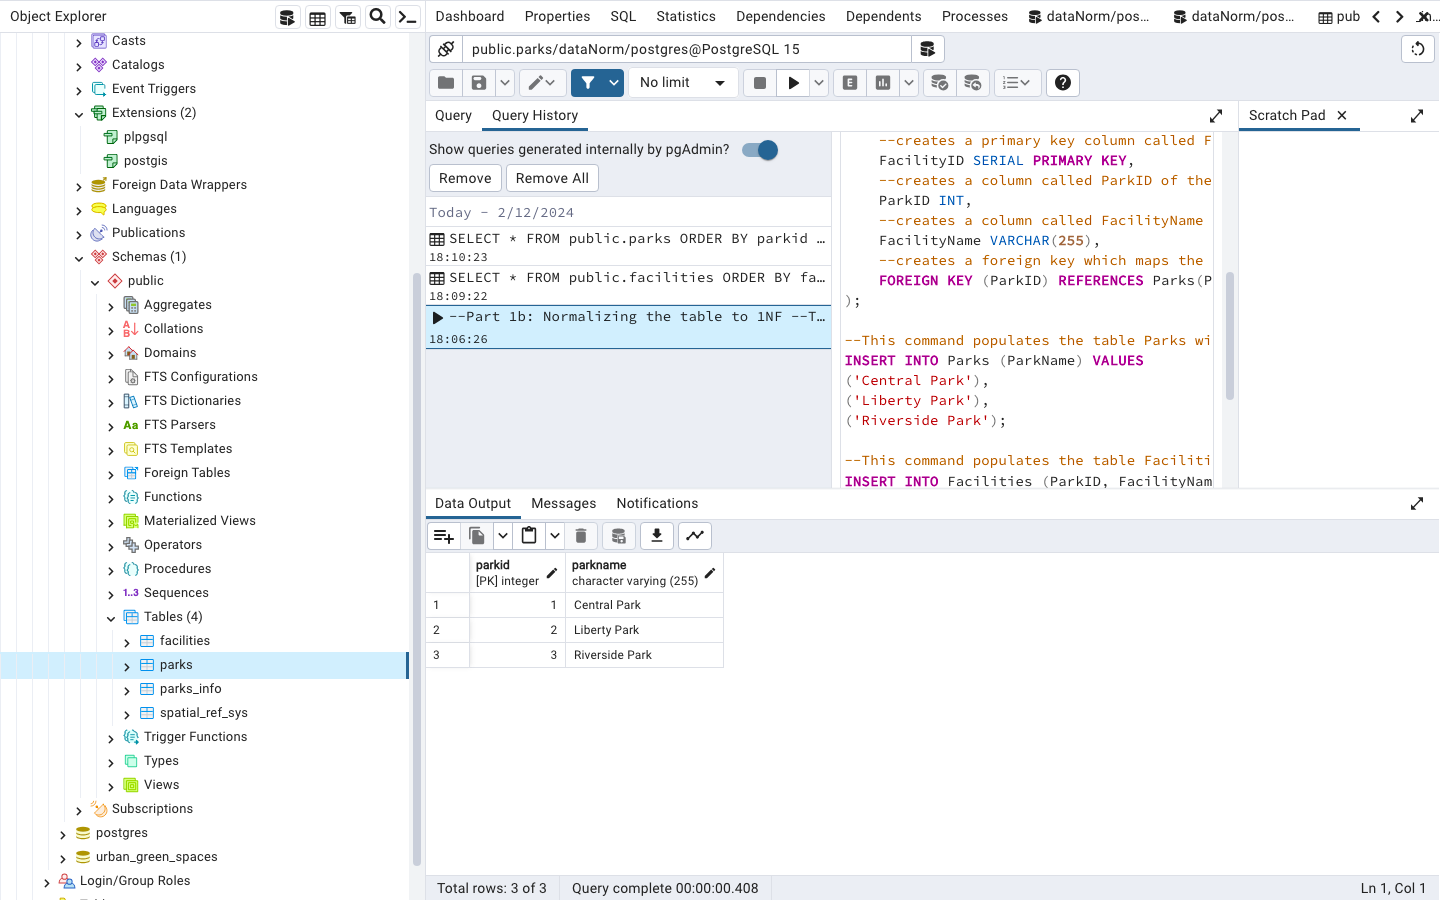 Object Explorer
Casts
Catalogs
Event Triggers
Extensions (2)
plpgsql
postgis
Foreign Data Wrappers
Languages
Publications
Schemas (1)
public
Aggregates
Collations
Domains
FTS Configurations
FTS Dictionaries
Aa FTS Parsers
FTS Templates
Foreign Tables
Functions
Materialized Views
Operators
Procedures
1..3 Sequences
Tables (4)
facilities
parks
parks_info
spatial_ref_sys
Trigger Functions
Types
Views
Subscriptions
postgres
urban_green_spaces
Login/Group Roles
Dashboard Properties SQL Statistics Dependencies Dependents Processes dataNorm/pos... dataNorm/pos... pub
public.parks/dataNorm/postgres@PostgreSQL 15
No limit
E
Query Query History
Show queries generated internally by pgAdmin?
Remove Remove All
Today - 2/12/2024
SELECT * FROM public.parks ORDER BY parkid …
18:10:23
SELECT * FROM public.facilities ORDER BY fa…
18:09:22
--Part 1b: Normalizing the table to 1NF --T…
18:06:26
--creates a primary key column called F
FacilityID SERIAL PRIMARY KEY,
--creates a column called ParkID of the
ParkID INT,
--creates a column called FacilityName
FacilityName VARCHAR(255),
--creates a foreign key which maps the
FOREIGN KEY (ParkID) REFERENCES Parks(P
);
--This command populates the table Parks wi
INSERT INTO Parks (ParkName) VALUES
('Central Park'),
('Liberty Park'),
('Riverside Park');
--This command populates the table Faciliti
INSERT INTO Facilities (ParkID, FacilityNam
Scratch Pad
Data Output Messages Notifications
parkid parkname
[PK] integer character varying (255)
1 1 Central Park
2 2 Liberty Park
3 3 Riverside Park
Total rows: 3 of 3 Query complete 00:00:00.408 Ln 1, Col 1